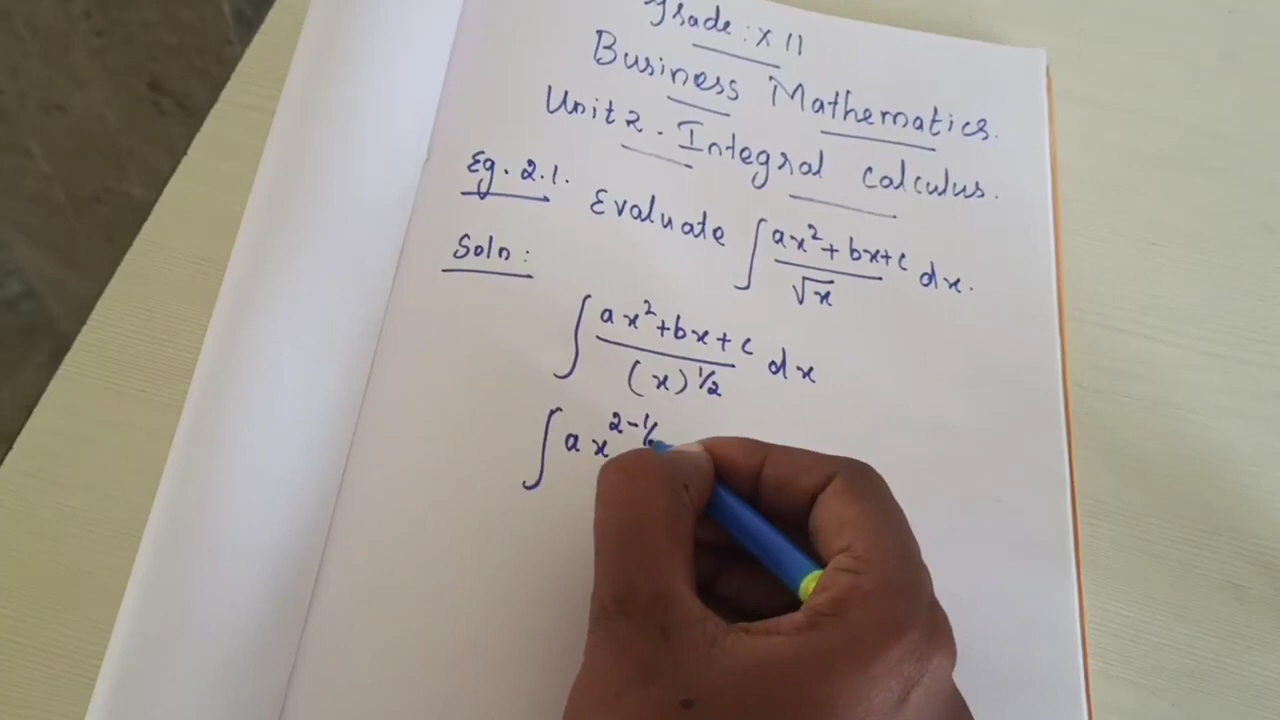 Grade: XII
Business Mathematics.
Unit 2. Integral Calculus.
Eg. 2.1. Evaluate ∫ (ax² + bx + c)/√x dx.
Soln:
∫ (ax² + bx + c)/(x)^1/2 dx
∫ a x^2-1/